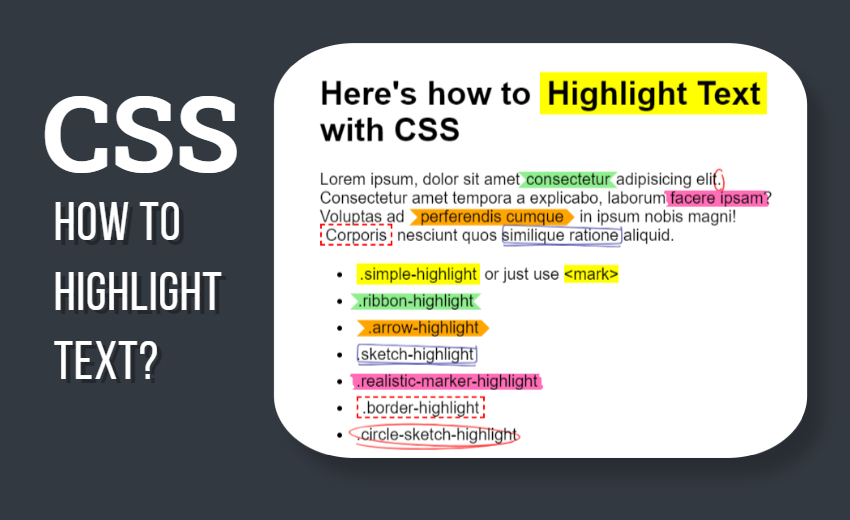 CSS
HOW TO
HIGHLIGHT
TEXT?
Here's how to Highlight Text
with CSS
Lorem ipsum, dolor sit amet consectetur adipisicing elit.
Consectetur amet tempora a explicabo, laborum facere ipsam?
Voluptas ad perferendis cumque in ipsum nobis magni!
Corporis nesciunt quos similique ratione aliquid.
• .simple-highlight or just use <mark>
• .ribbon-highlight
• .arrow-highlight
• .sketch-highlight
• .realistic-marker-highlight
• .border-highlight
• .circle-sketch-highlight